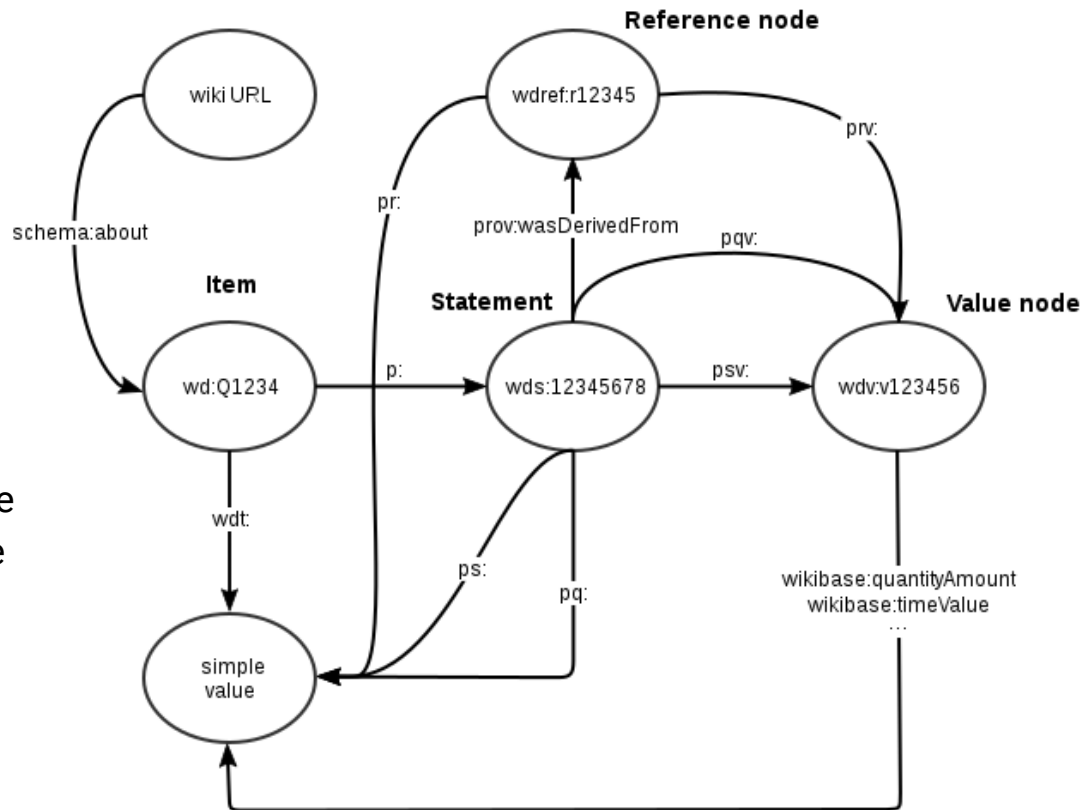 Reference node
wiki URL
wdref:r12345
prv:
pr:
schema:about
prov:wasDerivedFrom
pqv:
Item
Statement
Value node
wd:Q1234
p:
wds:12345678
psv:
wdv:v123456
e
wdt:
e
ps:
pq:
wikibase:quantityAmount
wikibase:timeValue
...
simple
value